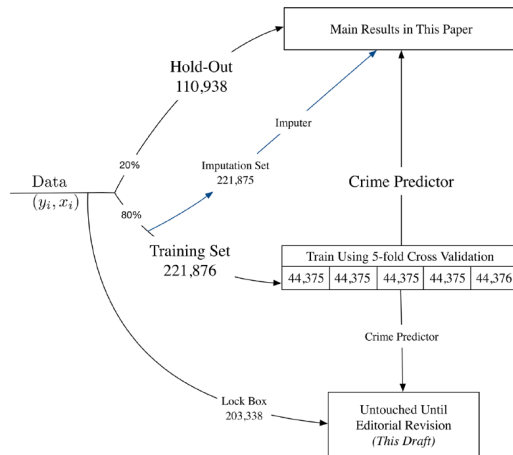 Main Results in This Paper
Hold-Out
110,938
Imputer
20%
Imputation Set
221,875
Data
(y_i, x_i)
80%
Crime Predictor
Training Set
221,876
Train Using 5-fold Cross Validation
44,375 44,375 44,375 44,375 44,376
Crime Predictor
Lock Box
203,338
Untouched Until
Editorial Revision
(This Draft)